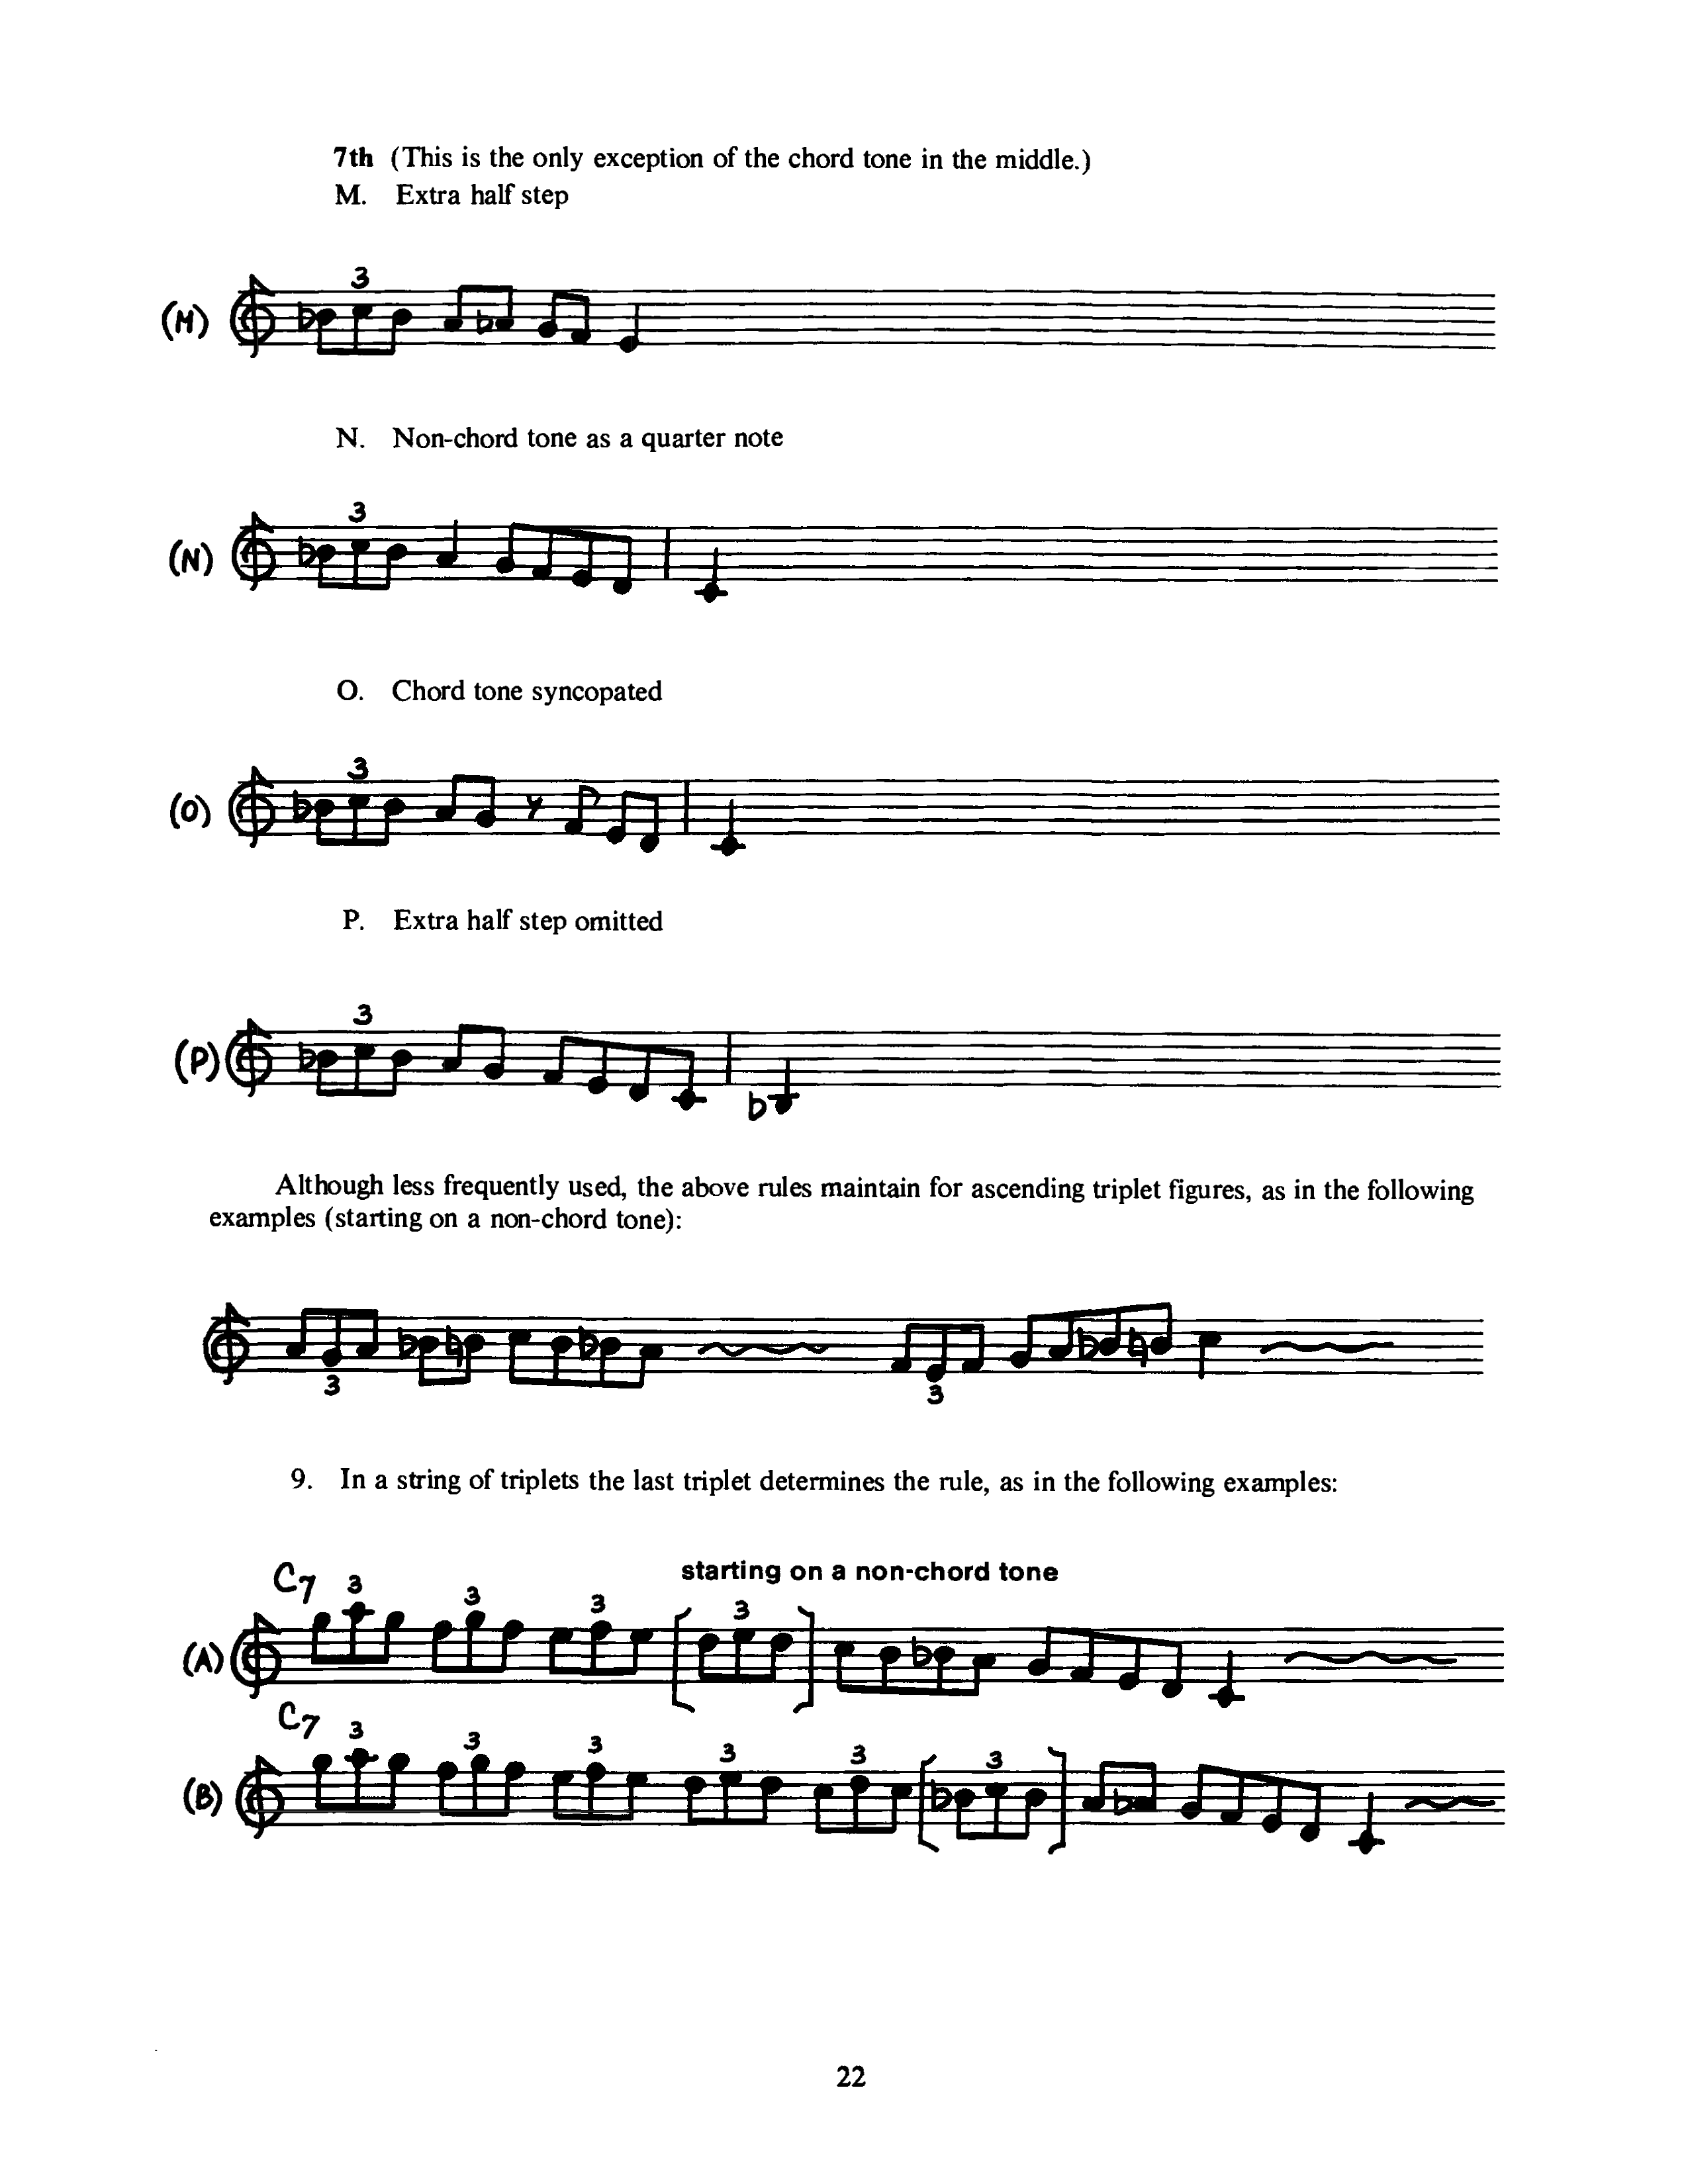 7th (This is the only exception of the chord tone in the middle.)
M. Extra half step
3
(M)
N. Non-chord tone as a quarter note
3
(N)
O. Chord tone syncopated
3
(O)
P. Extra half step omitted
3
(P)
Although less frequently used, the above rules maintain for ascending triplet figures, as in the following
examples (starting on a non-chord tone):
3 3
9. In a string of triplets the last triplet determines the rule, as in the following examples:
starting on a non-chord tone
C7 3 3 3 3
(A)
C7 3 3 3 3 3 3
(B)
22